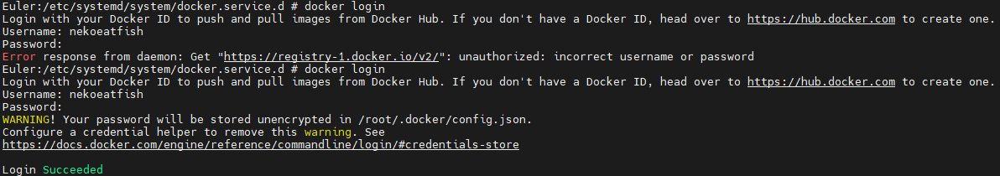 Euler:/etc/systemd/system/docker.service.d # docker login
Login with your Docker ID to push and pull images from Docker Hub. If you don't have a Docker ID, head over to https://hub.docker.com to create one.
Username: nekoeatfish
Password:
Error response from daemon: Get "https://registry-1.docker.io/v2/": unauthorized: incorrect username or password
Euler:/etc/systemd/system/docker.service.d # docker login
Login with your Docker ID to push and pull images from Docker Hub. If you don't have a Docker ID, head over to https://hub.docker.com to create one.
Username: nekoeatfish
Password:
WARNING! Your password will be stored unencrypted in /root/.docker/config.json.
Configure a credential helper to remove this warning. See
https://docs.docker.com/engine/reference/commandline/login/#credentials-store
Login Succeeded